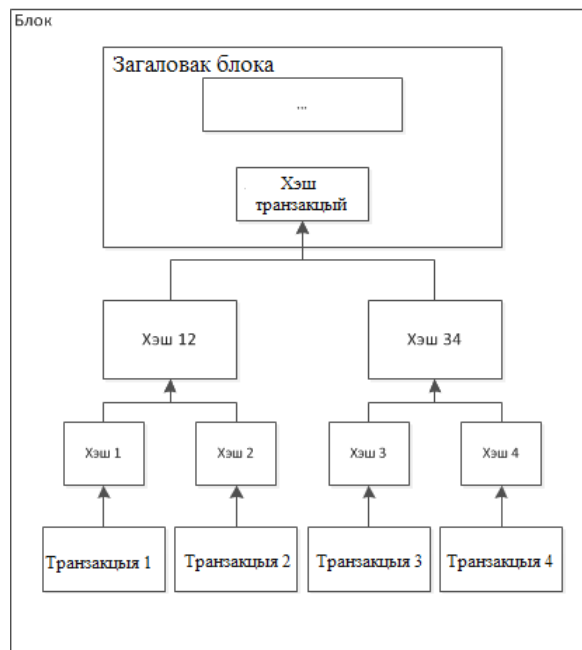 Блок
Загаловак блока
...
Хэш
транзакцый
Хэш 12
Хэш 34
Хэш 1
Хэш 2
Хэш 3
Хэш 4
Транзакцыя 1
Транзакцыя 2
Транзакцыя 3
Транзакцыя 4